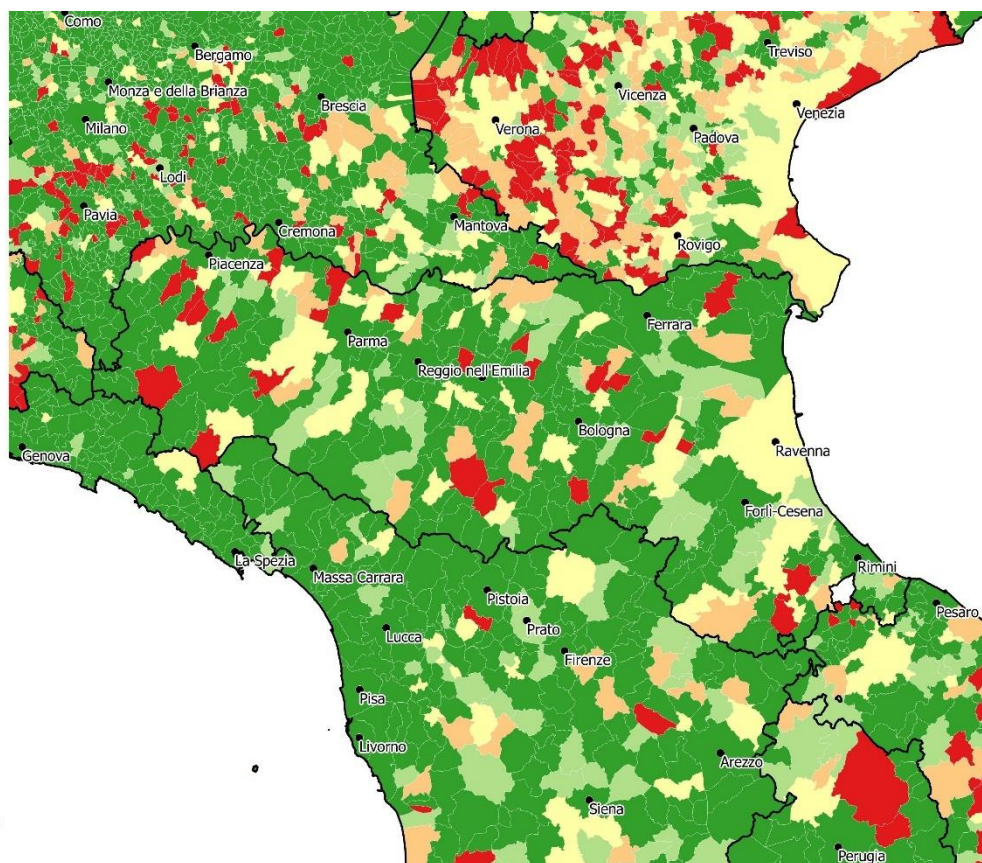 Como
Bergamo
Treviso
Monza e della Brianza
Vicenza
Brescia
Venezia
Milano
Verona
Padova
Lodi
Pavia
Mantova
Cremona
Rovigo
Piacenza
Ferrara
Parma
Reggio nell'Emilia
Bologna
Ravenna
Genova
Forlì-Cesena
La Spezia
Rimini
Massa Carrara
Pistoia
Pesaro
Prato
Lucca
Firenze
Pisa
Livorno
Arezzo
Siena
Perugia